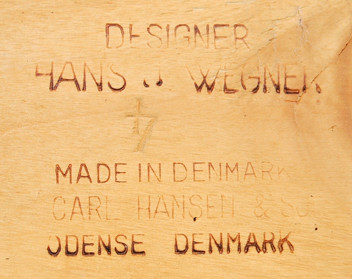 DESIGNER
HANS J. WEGNER
MADE IN DENMARK
CARL HANSEN & SØN
ODENSE DENMARK